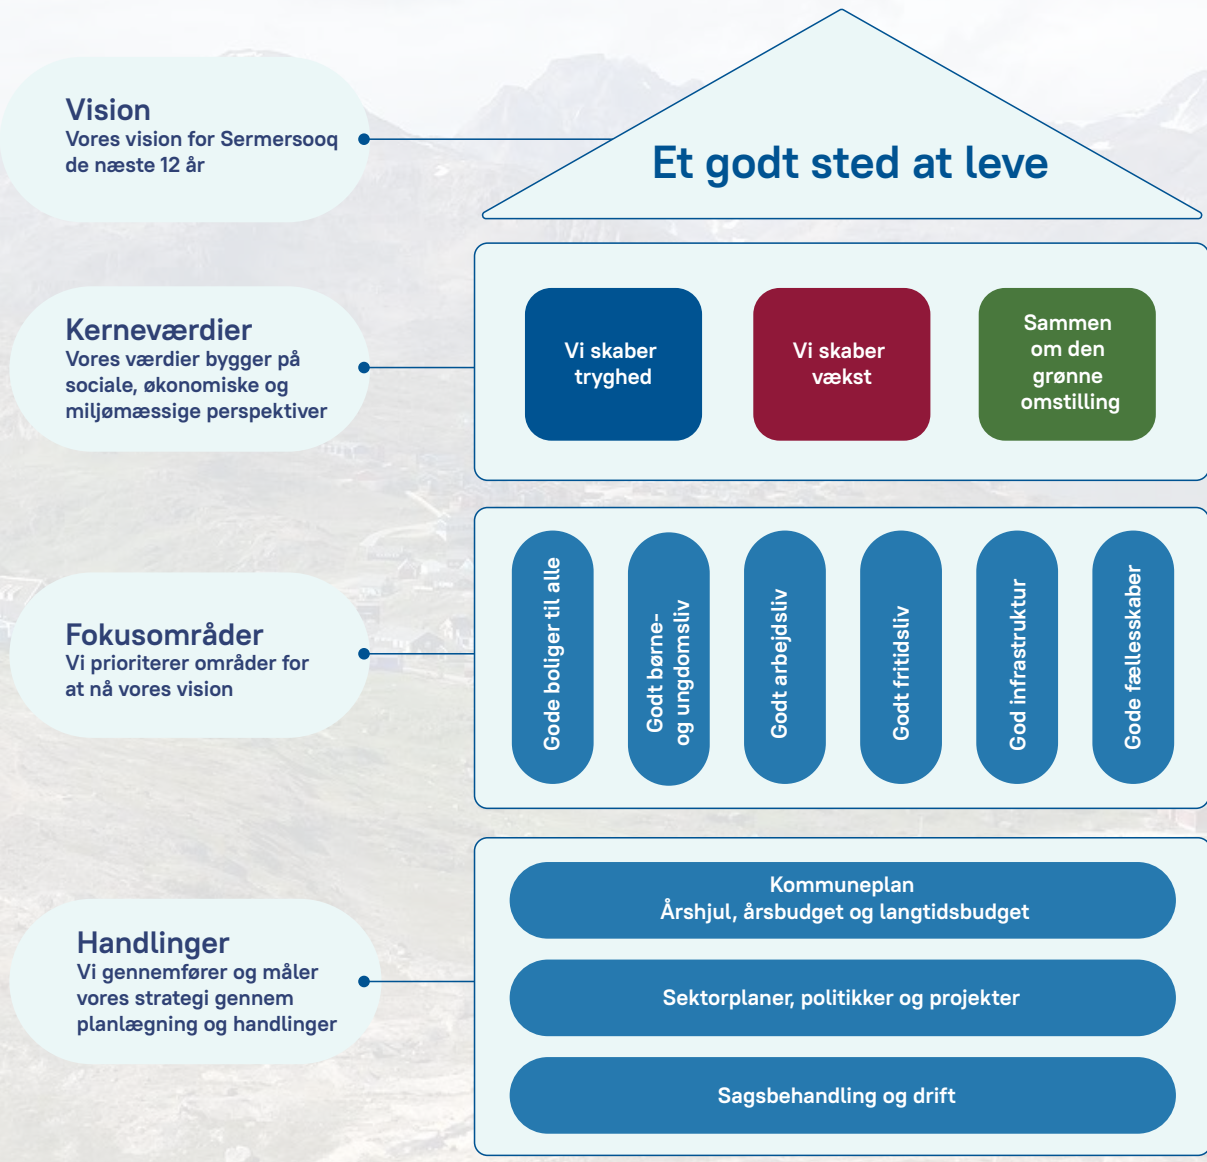 Vision
Vores vision for Sermersooq
de næste 12 år
Et godt sted at leve
Kerneværdier
Vores værdier bygger på
sociale, økonomiske og
miljømæssige perspektiver
Vi skaber
tryghed
Vi skaber
vækst
Sammen
om den
grønne
omstilling
Fokusområder
Vi prioriterer områder for
at nå vores vision
Gode boliger til alle
Godt børne-
og ungdomsliv
Godt arbejdsliv
Godt fritidsliv
God infrastruktur
Gode fællesskaber
Handlinger
Vi gennemfører og måler
vores strategi gennem
planlægning og handlinger
Kommuneplan
Årshjul, årsbudget og langtidsbudget
Sektorplaner, politikker og projekter
Sagsbehandling og drift